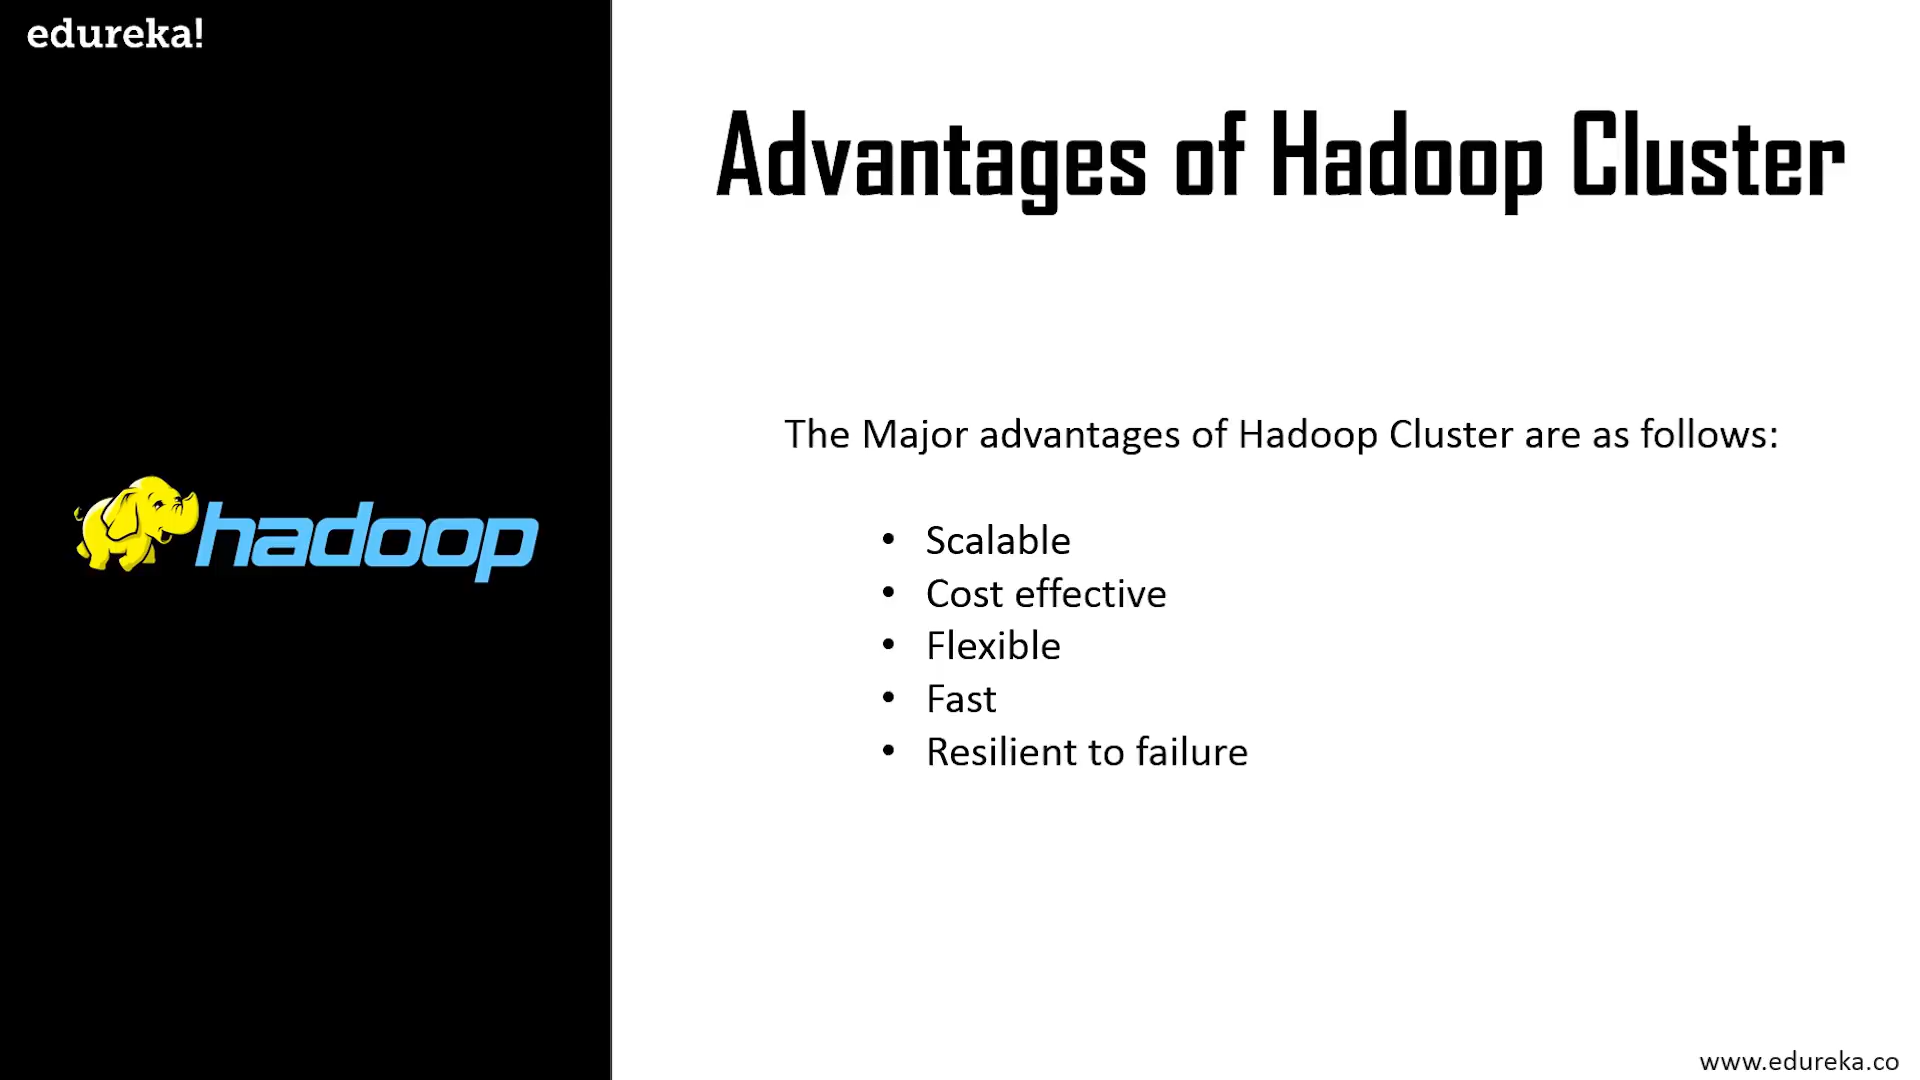 edureka!
Advantages of Hadoop Cluster
hadoop
The Major advantages of Hadoop Cluster are as follows:
• Scalable
• Cost effective
• Flexible
• Fast
• Resilient to failure
www.edureka.co